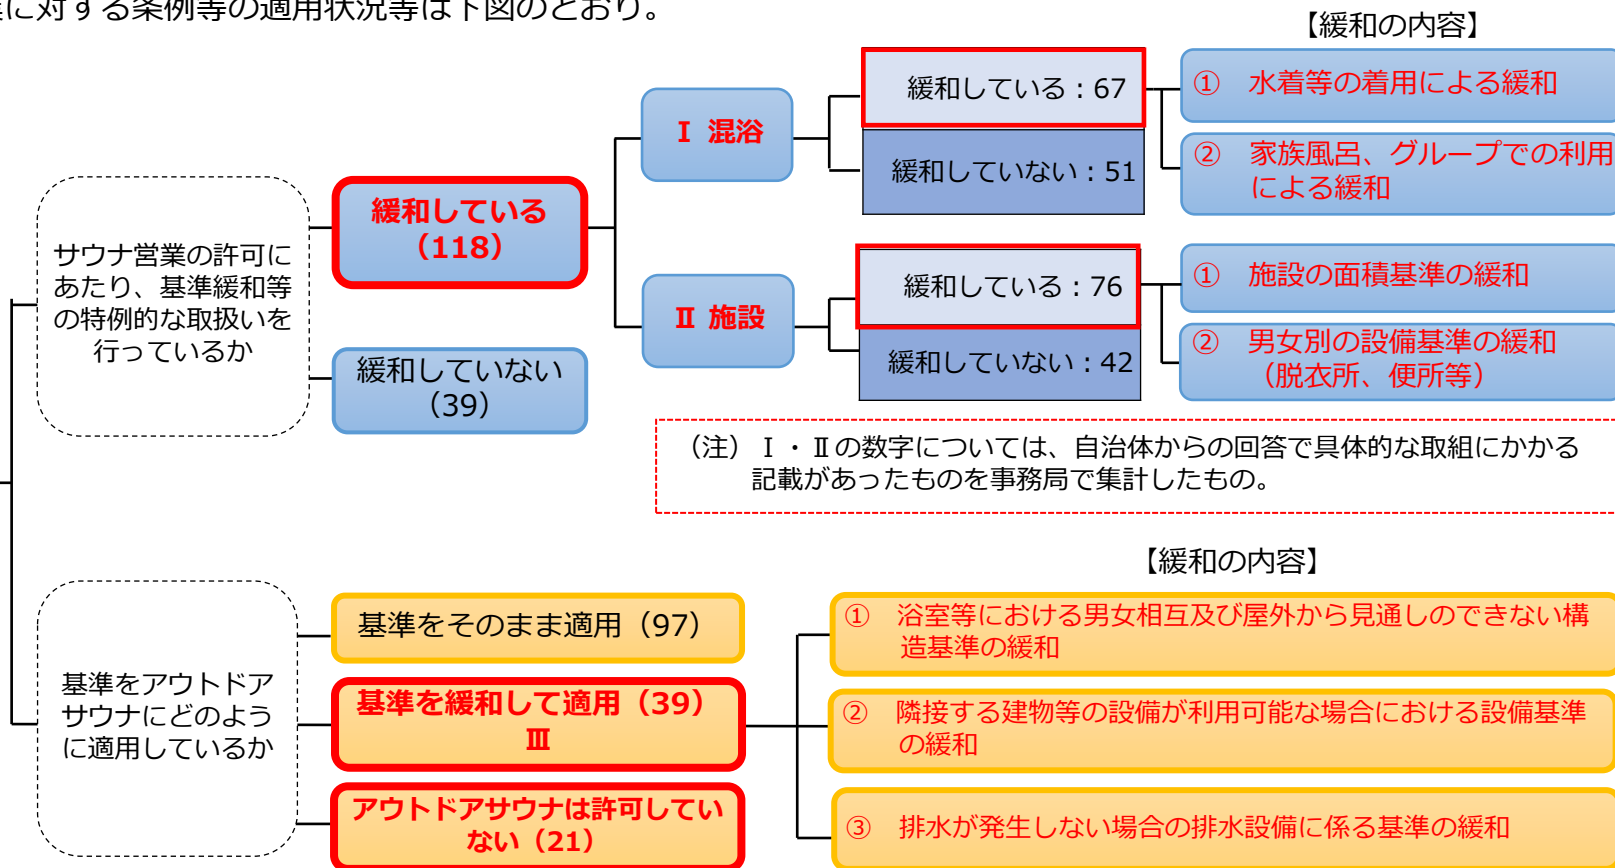 に対する条例等の適用状況等は下図のとおり。
【緩和の内容】
サウナ営業の許可に
あたり、基準緩和等
の特例的な取扱いを
行っているか
緩和している
（118）
緩和していない
（39）
Ⅰ 混浴
緩和している：67
緩和していない：51
① 水着等の着用による緩和
② 家族風呂、グループでの利用
による緩和
Ⅱ 施設
緩和している：76
緩和していない：42
① 施設の面積基準の緩和
② 男女別の設備基準の緩和
（脱衣所、便所等）
（注）Ⅰ・Ⅱの数字については、自治体からの回答で具体的な取組にかかる
記載があったものを事務局で集計したもの。
【緩和の内容】
基準をアウトドア
サウナにどのよう
に適用しているか
基準をそのまま適用（97）
基準を緩和して適用（39）
Ⅲ
アウトドアサウナは許可してい
ない（21）
① 浴室等における男女相互及び屋外から見通しのできない構
造基準の緩和
② 隣接する建物等の設備が利用可能な場合における設備基準
の緩和
③ 排水が発生しない場合の排水設備に係る基準の緩和